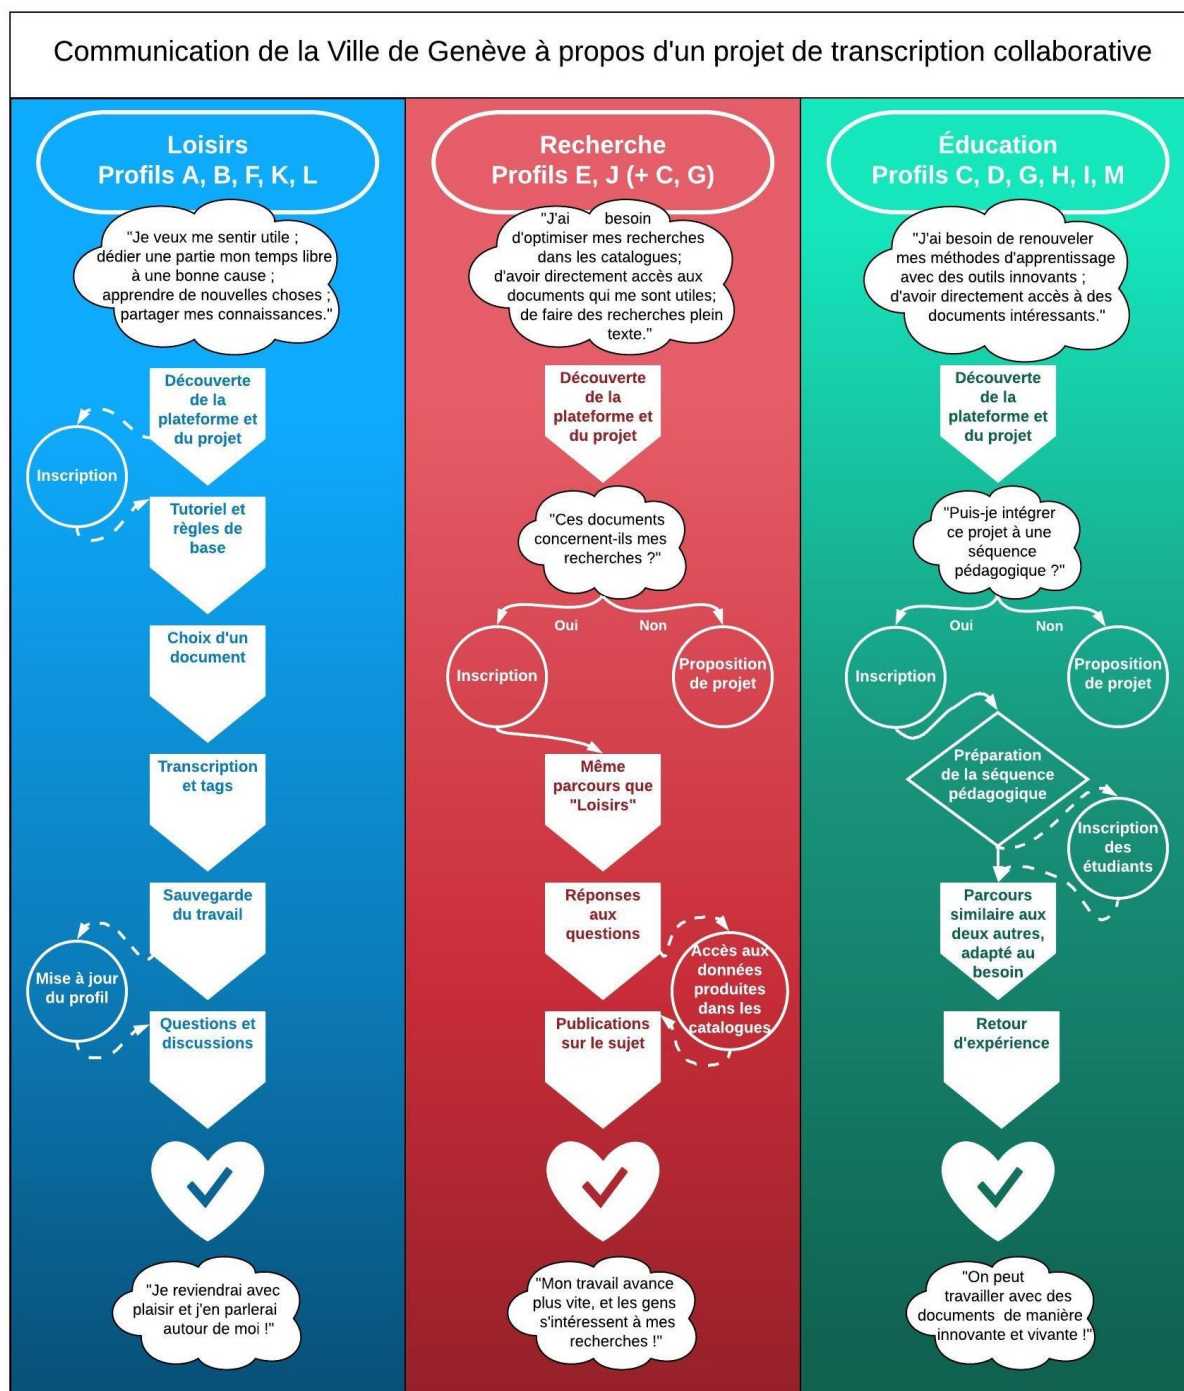 Communication de la Ville de Genève à propos d'un projet de transcription collaborative
Loisirs
Profils A, B, F, K, L
"Je veux me sentir utile ;
dédier une partie mon temps libre
à une bonne cause ;
apprendre de nouvelles choses ;
partager mes connaissances."
Découverte
de la
plateforme et
du projet
Inscription
Tutoriel et
règles de
base
Choix d'un
document
Transcription
et tags
Sauvegarde
du travail
Mise à jour
du profil
Questions et
discussions
"Je reviendrai avec
plaisir et j'en parlerai
autour de moi !"
Recherche
Profils E, J (+ C, G)
"J'ai besoin
d'optimiser mes recherches
dans les catalogues;
d'avoir directement accès aux
documents qui me sont utiles;
de faire des recherches plein
texte."
Découverte
de la
plateforme et
du projet
"Ces documents
concernent-ils mes
recherches ?"
Oui
Non
Inscription
Proposition
de projet
Même
parcours que
"Loisirs"
Réponses
aux
questions
Accès aux
données
produites
dans les
catalogues
Publications
sur le sujet
"Mon travail avance
plus vite, et les gens
s'intéressent à mes
recherches !"
Éducation
Profils C, D, G, H, I, M
"J'ai besoin de renouveler
mes méthodes d'apprentissage
avec des outils innovants ;
d'avoir directement accès à des
documents intéressants."
Découverte
de la
plateforme et
du projet
"Puis-je intégrer
ce projet à une
séquence
pédagogique ?"
Oui
Non
Inscription
Proposition
de projet
Préparation
de la séquence
pédagogique
Inscription
des
étudiants
Parcours
similaire aux
deux autres,
adapté au
besoin
Retour
d'expérience
"On peut
travailler avec des
documents de manière
innovante et vivante !"